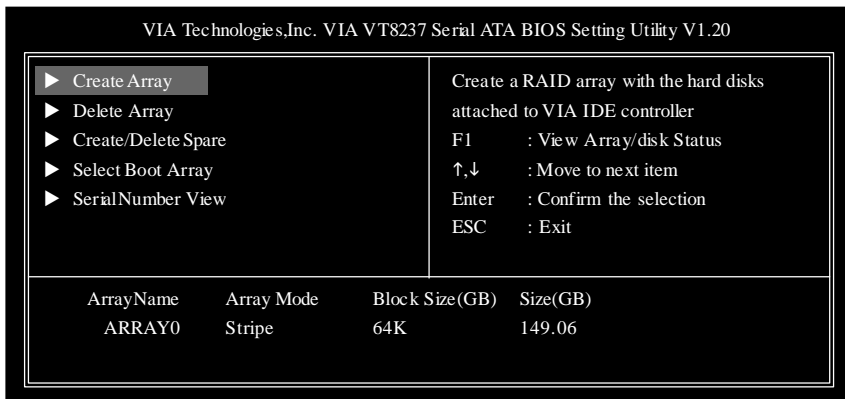 VIA Technologies,Inc. VIA VT8237 Serial ATA BIOS Setting Utility V1.20
▶ Create Array
▶ Delete Array
▶ Create/Delete Spare
▶ Select Boot Array
▶ Serial Number View
Create a RAID array with the hard disks
attached to VIA IDE controller
F1 : View Array/disk Status
↑,↓ : Move to next item
Enter : Confirm the selection
ESC : Exit
ArrayName Array Mode Block Size(GB) Size(GB)
ARRAY0 Stripe 64K 149.06